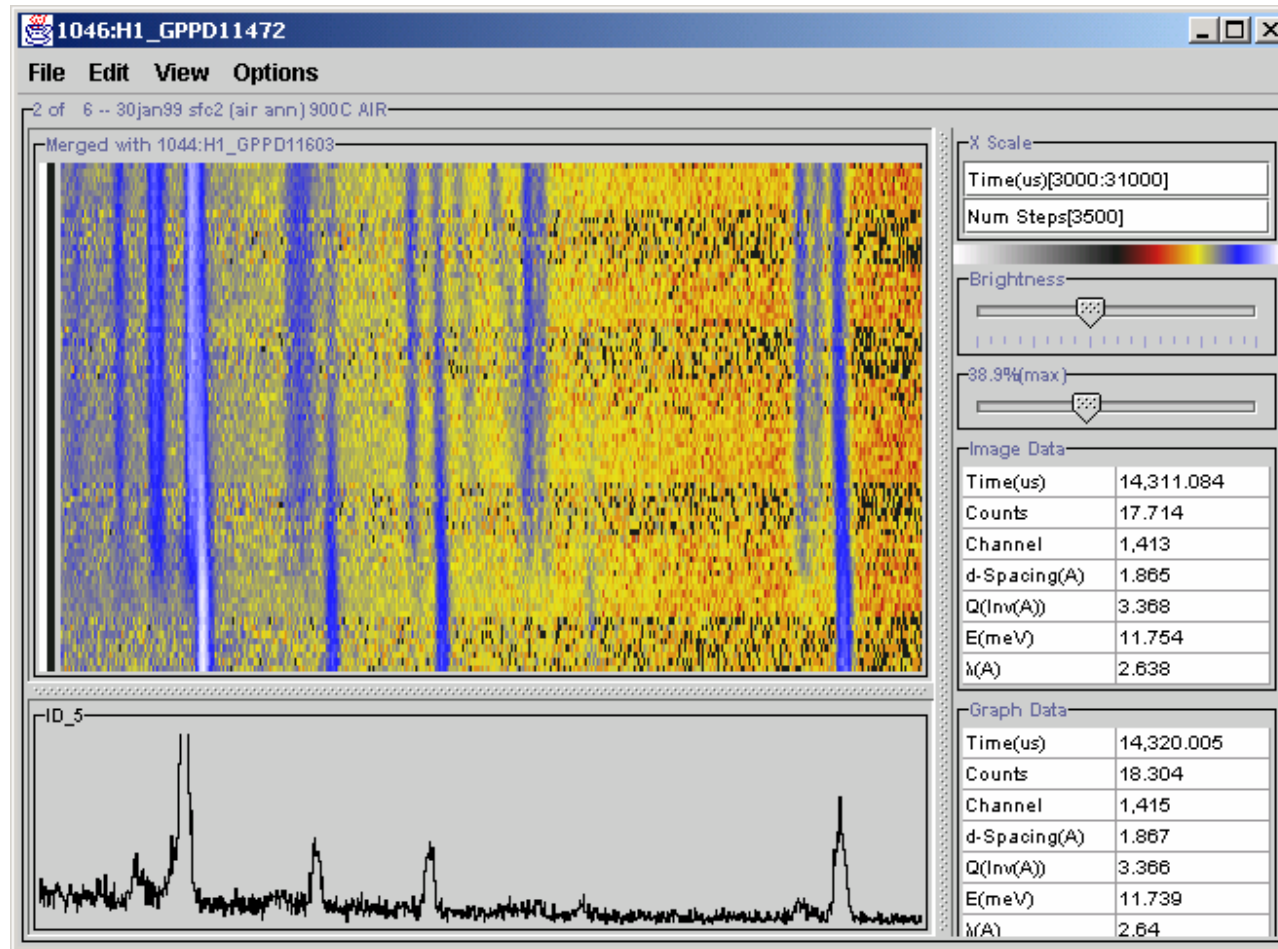 1046:H1_GPPD11472
File Edit View Options
2 of 6 -- 30jan99 sfc2 (air ann) 900C AIR
Merged with 1044:H1_GPPD11603
X Scale
Time(us)[3000:31000]
Num Steps[3500]
Brightness
38.9%(max)
Image Data
Time(us) 14,311.084
Counts 17.714
Channel 1,413
d-Spacing(A) 1.865
Q(Inv(A)) 3.368
E(meV) 11.754
λ(A) 2.638
ID_5
Graph Data
Time(us) 14,320.005
Counts 18.304
Channel 1,415
d-Spacing(A) 1.867
Q(Inv(A)) 3.366
E(meV) 11.739
λ(A) 2.64